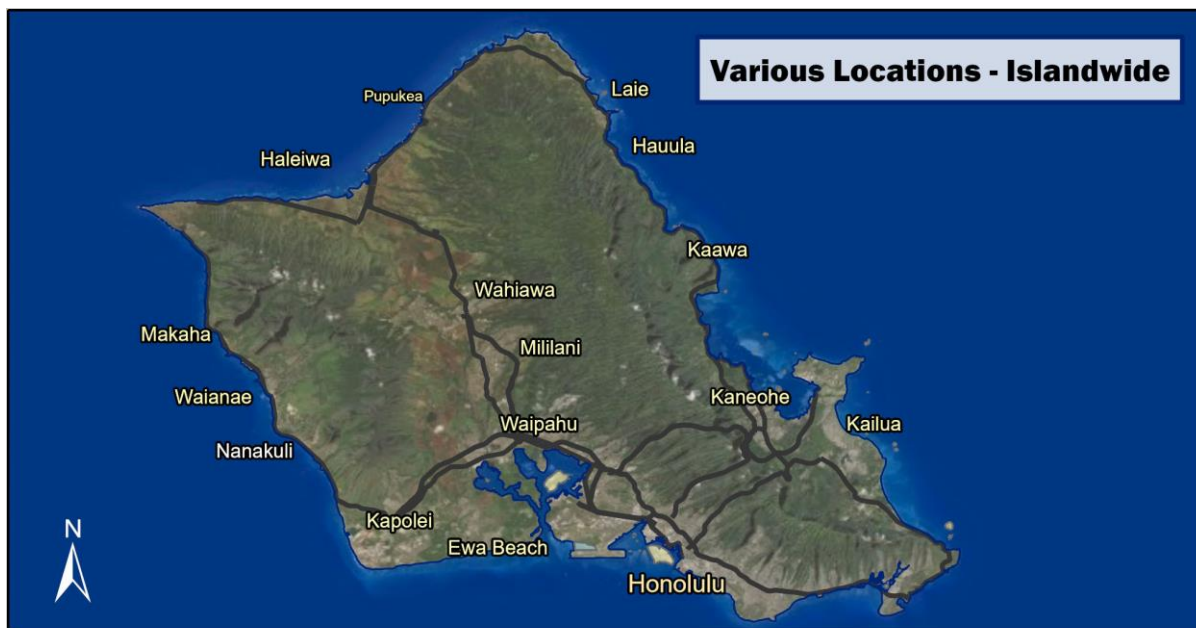 Various Locations - Islandwide
Laie
Pupukea
Hauula
Haleiwa
Kaawa
Wahiawa
Makaha
Mililani
Waianae
Kaneohe
Waipahu
Kailua
Nanakuli
Kapolei
Ewa Beach
Honolulu
N